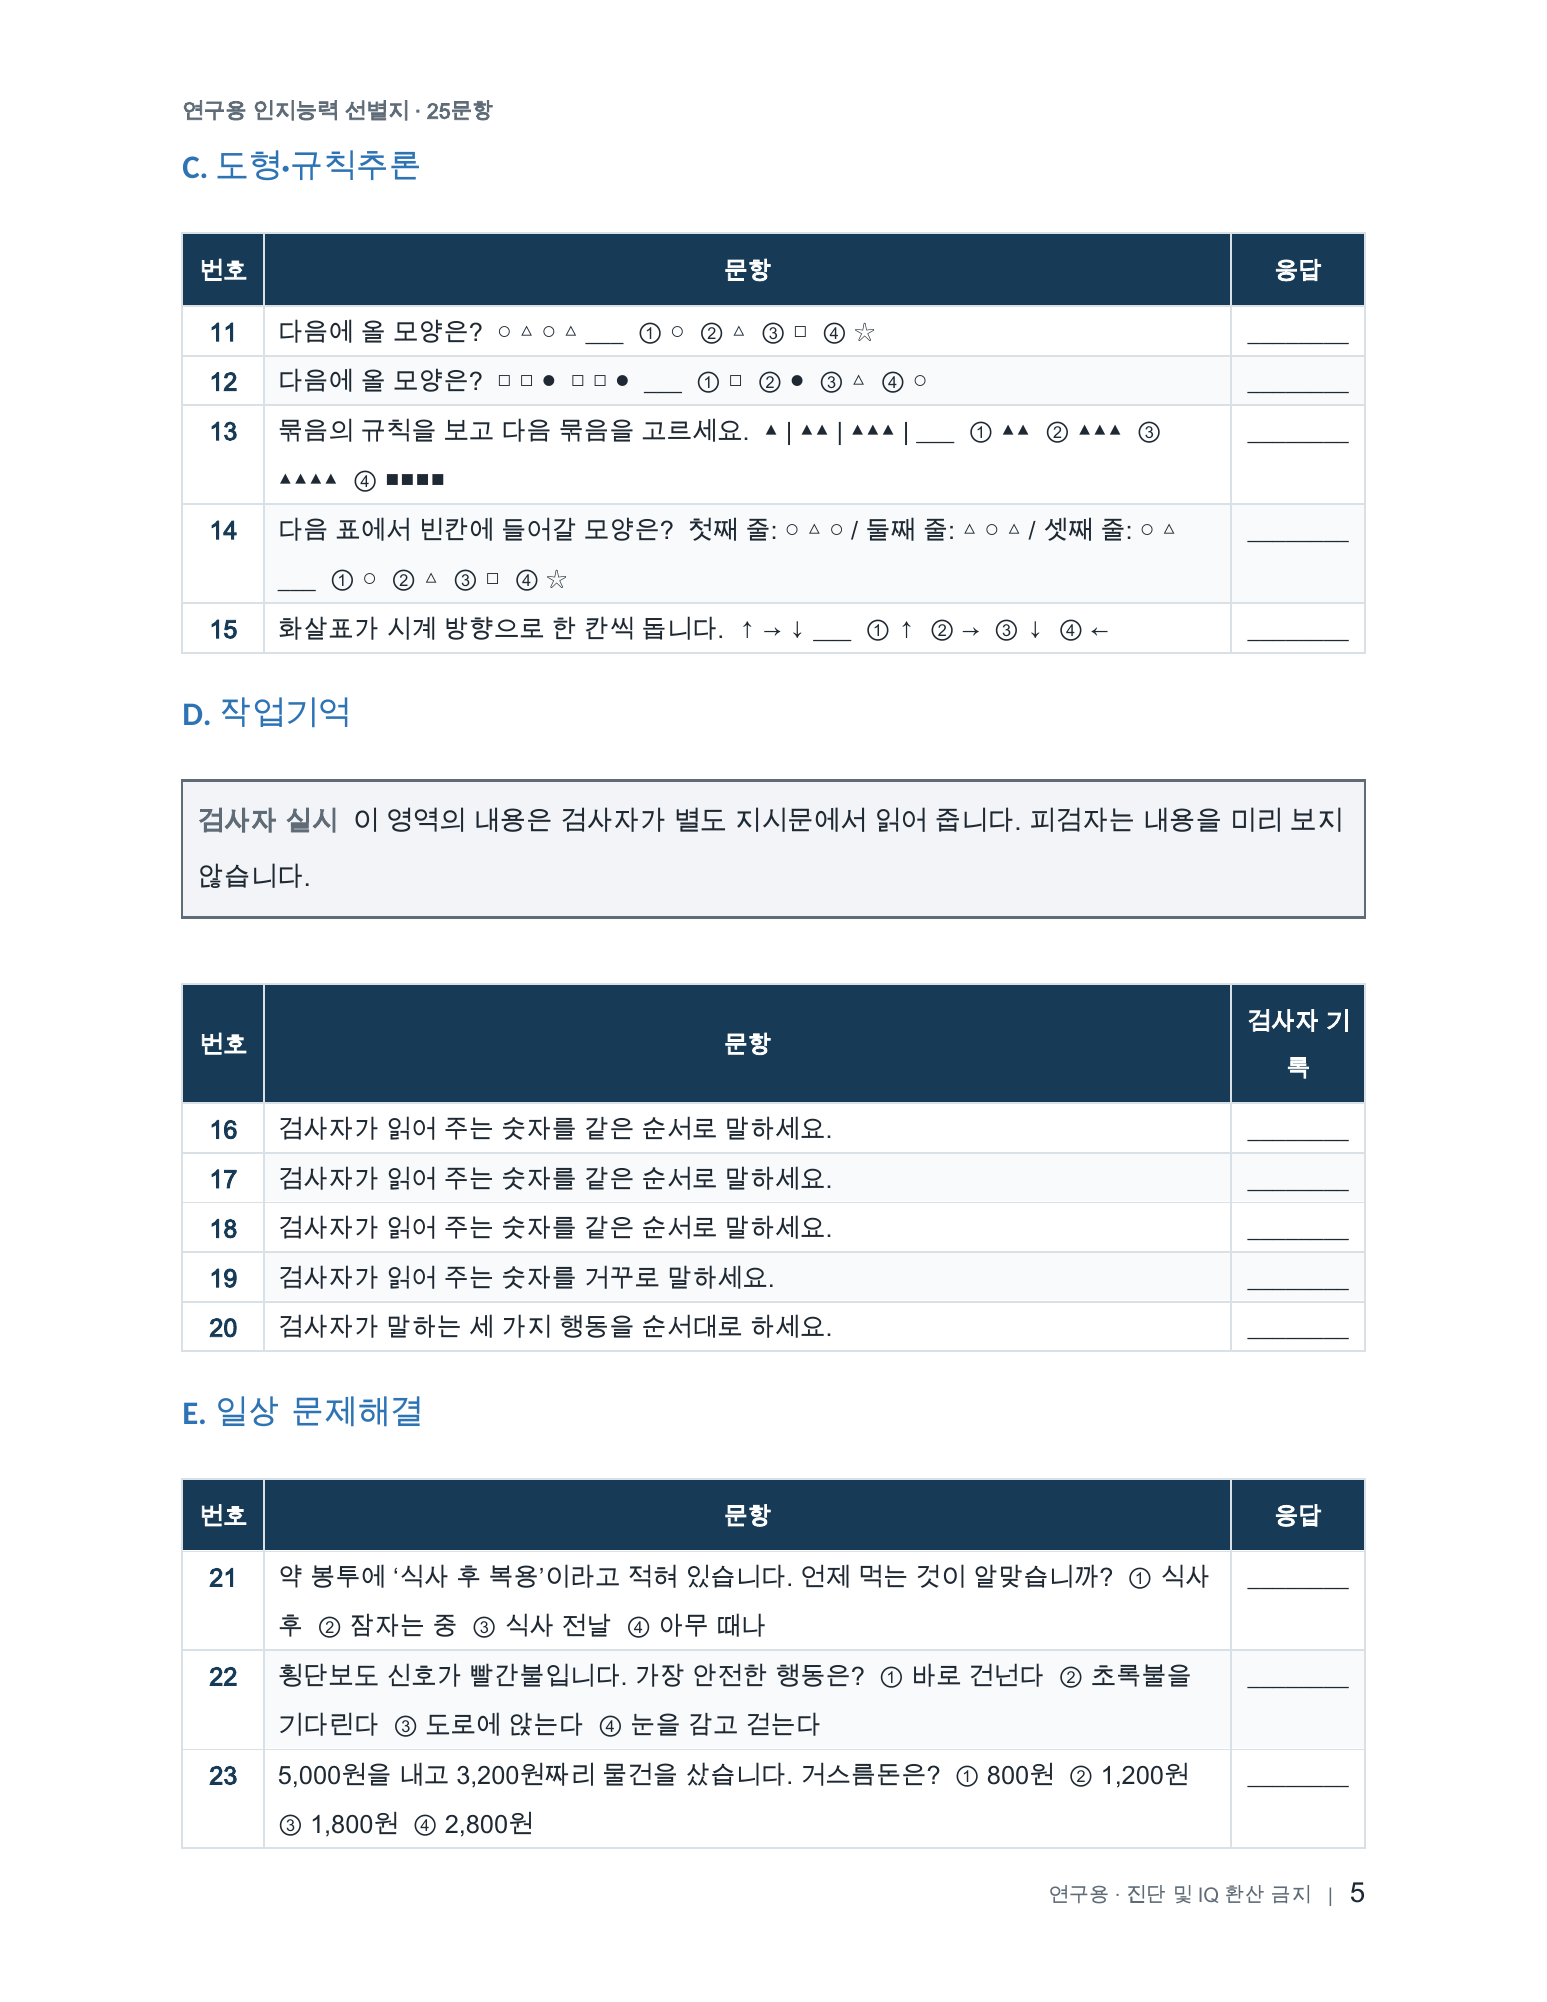 연구용 인지능력 선별지 · 25문항
C. 도형·규칙추론
번호 문항 응답
11 다음에 올 모양은? ○ △ ○ △ ___ ① ○ ② △ ③ □ ④ ☆ ________
12 다음에 올 모양은? □ □ ● □ □ ● ___ ① □ ② ● ③ △ ④ ○ ________
13 묶음의 규칙을 보고 다음 묶음을 고르세요. ▲ | ▲▲ | ▲▲▲ | ___ ① ▲▲ ② ▲▲▲ ③ ________
▲▲▲▲ ④ ■■■■
14 다음 표에서 빈칸에 들어갈 모양은? 첫째 줄: ○ △ ○ / 둘째 줄: △ ○ △ / 셋째 줄: ○ △ ________
___ ① ○ ② △ ③ □ ④ ☆
15 화살표가 시계 방향으로 한 칸씩 돕니다. ↑ → ↓ ___ ① ↑ ② → ③ ↓ ④ ← ________
D. 작업기억
검사자 실시 이 영역의 내용은 검사자가 별도 지시문에서 읽어 줍니다. 피검자는 내용을 미리 보지
않습니다.
번호 문항 검사자 기
록
16 검사자가 읽어 주는 숫자를 같은 순서로 말하세요. ________
17 검사자가 읽어 주는 숫자를 같은 순서로 말하세요. ________
18 검사자가 읽어 주는 숫자를 같은 순서로 말하세요. ________
19 검사자가 읽어 주는 숫자를 거꾸로 말하세요. ________
20 검사자가 말하는 세 가지 행동을 순서대로 하세요. ________
E. 일상 문제해결
번호 문항 응답
21 약 봉투에 ‘식사 후 복용’이라고 적혀 있습니다. 언제 먹는 것이 알맞습니까? ① 식사 ________
후 ② 잠자는 중 ③ 식사 전날 ④ 아무 때나
22 횡단보도 신호가 빨간불입니다. 가장 안전한 행동은? ① 바로 건넌다 ② 초록불을 ________
기다린다 ③ 도로에 앉는다 ④ 눈을 감고 걷는다
23 5,000원을 내고 3,200원짜리 물건을 샀습니다. 거스름돈은? ① 800원 ② 1,200원 ________
③ 1,800원 ④ 2,800원
연구용 · 진단 및 IQ 환산 금지 | 5